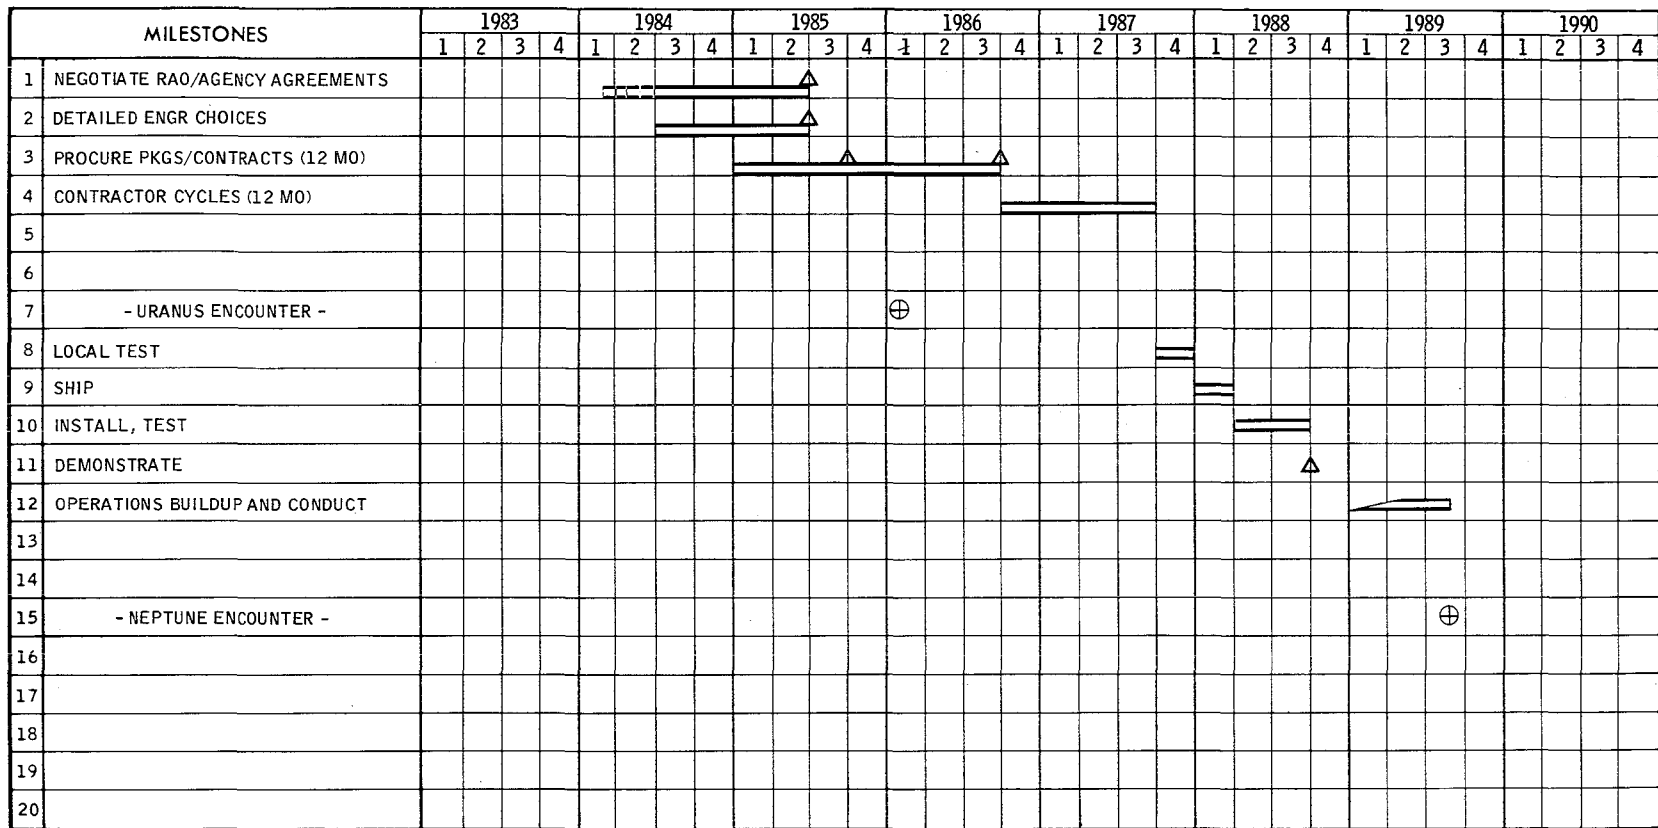 MILESTONES 1983 1984 1985 1986 1987 1988 1989 1990
1 2 3 4 1 2 3 4 1 2 3 4 1 2 3 4 1 2 3 4 1 2 3 4 1 2 3 4 1 2 3 4
1 NEGOTIATE RAO/AGENCY AGREEMENTS
2 DETAILED ENGR CHOICES
3 PROCURE PKGS/CONTRACTS (12 MO)
4 CONTRACTOR CYCLES (12 MO)
5
6
7 - URANUS ENCOUNTER -
8 LOCAL TEST
9 SHIP
10 INSTALL, TEST
11 DEMONSTRATE
12 OPERATIONS BUILDUP AND CONDUCT
13
14
15 - NEPTUNE ENCOUNTER -
16
17
18
19
20